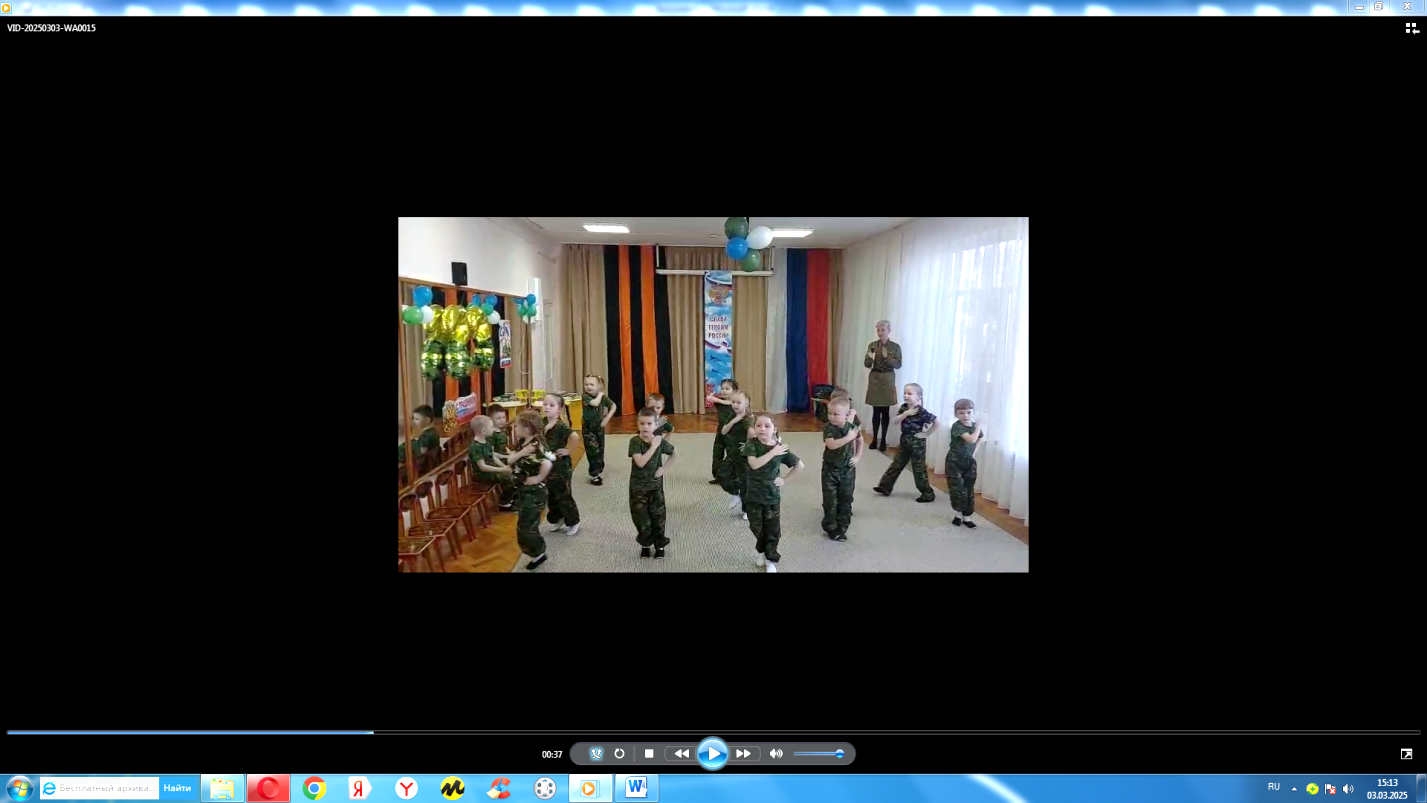 VID-20250303-WA0015
СЛАВА
ГЕРОЯМ
РОССИИ
00:37
Бесплатный архива...
Найти
RU
15:13
03.03.2025